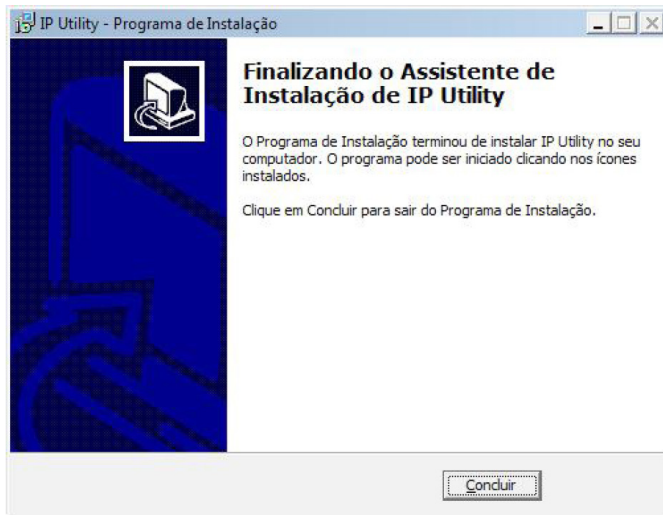 IP Utility - Programa de Instalação
Finalizando o Assistente de
Instalação de IP Utility
O Programa de Instalação terminou de instalar IP Utility no seu
computador. O programa pode ser iniciado clicando nos ícones
instalados.
Clique em Concluir para sair do Programa de Instalação.
Concluir